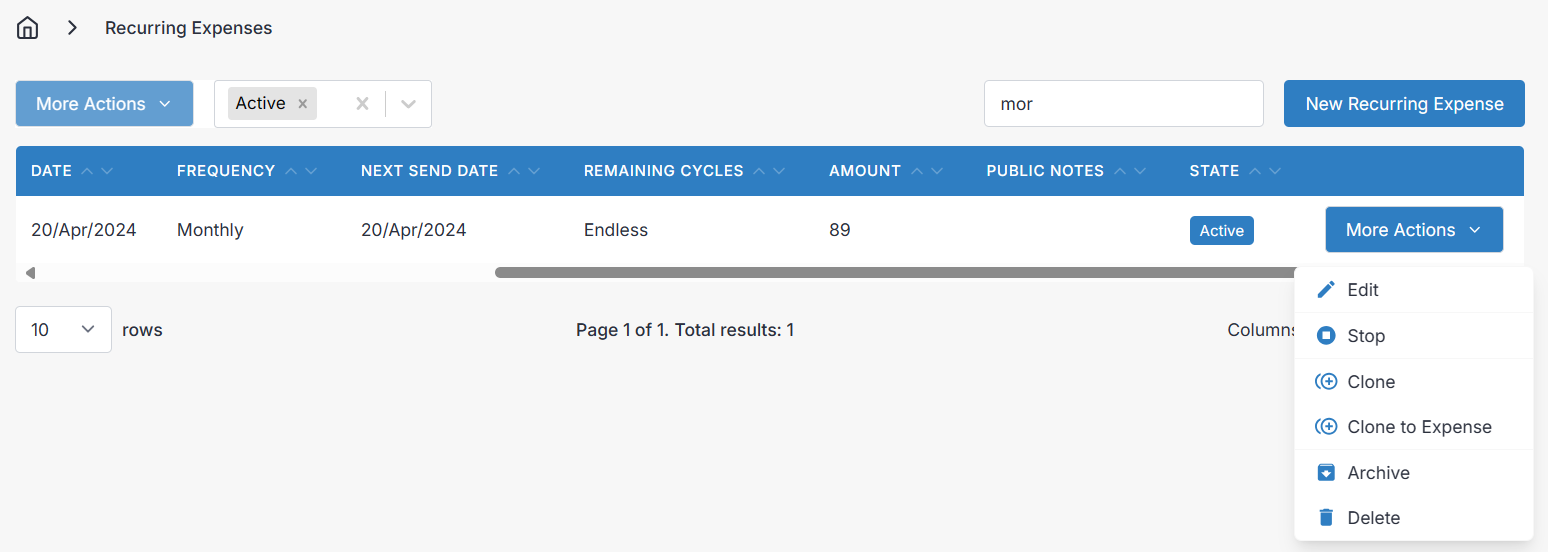 Recurring Expenses
More Actions Active mor New Recurring Expense
DATE FREQUENCY NEXT SEND DATE REMAINING CYCLES AMOUNT PUBLIC NOTES STATE
20/Apr/2024 Monthly 20/Apr/2024 Endless 89 Active More Actions
Edit
10 rows Page 1 of 1. Total results: 1 Columns
Stop
Clone
Clone to Expense
Archive
Delete